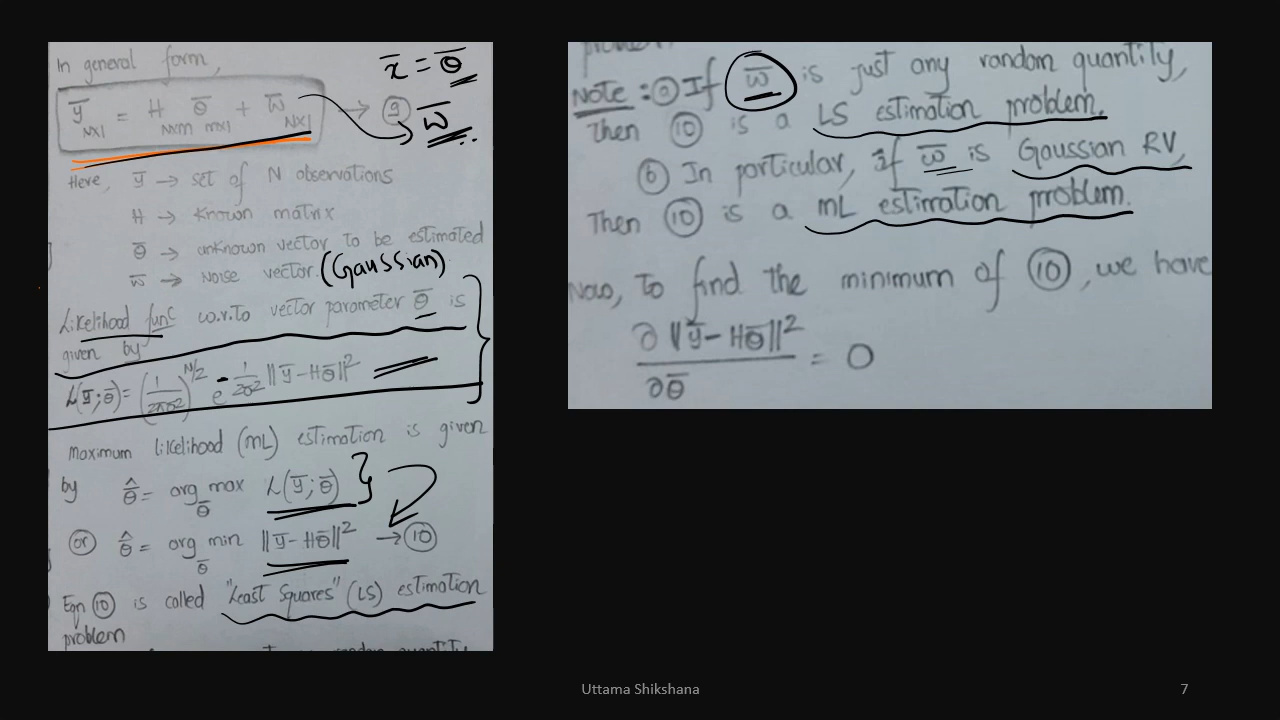 In general form,
ȳ = H θ̄ + w̄ → (9)
N×1 N×m m×1 N×1
x̄ = θ̄
w̄
Here, ȳ → set of N observations
H → Known matrix
θ̄ → unknown vector to be estimated
w̄ → Noise vector. (Gaussian)
Likelihood func w.r.to vector parameter θ̄ is
given by
L(ȳ;θ̄) = (1/2πσ²)^N/2 e^-1/2σ² ||ȳ-Hθ̄||²
Maximum likelihood (ML) estimation is given
by θ̂ = arg max L(ȳ;θ̄)
θ̄
(or) θ̂ = arg min ||ȳ-Hθ̄||² → (10)
θ̄
Eqn (10) is called "Least Squares" (LS) estimation
problem
problem
Note: (a) If w̄ is just any random quantity,
Then (10) is a LS estimation problem.
(b) In particular, if w̄ is Gaussian RV,
Then (10) is a ML estimation problem.
Now, to find the minimum of (10), we have
∂ ||ȳ-Hθ̄||² / ∂θ̄ = 0
Uttama Shikshana
7